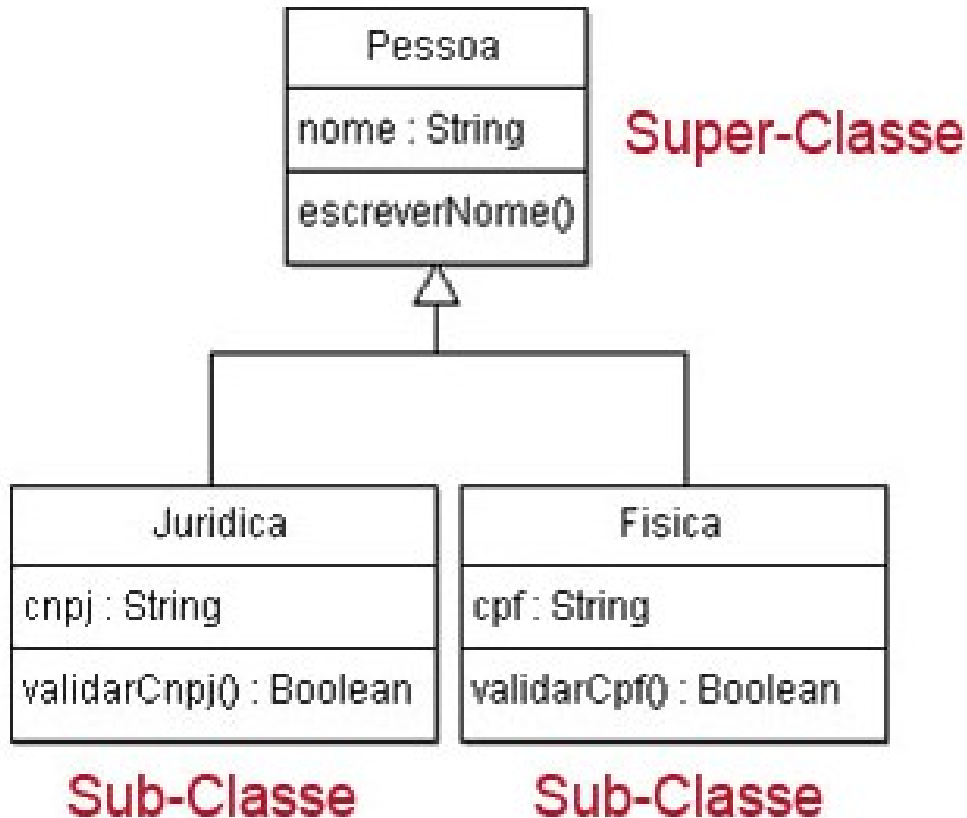 Pessoa
nome : String
escreverNome()
Super-Classe
Juridica
cnpj : String
validarCnpj() : Boolean
Sub-Classe
Fisica
cpf : String
validarCpf() : Boolean
Sub-Classe